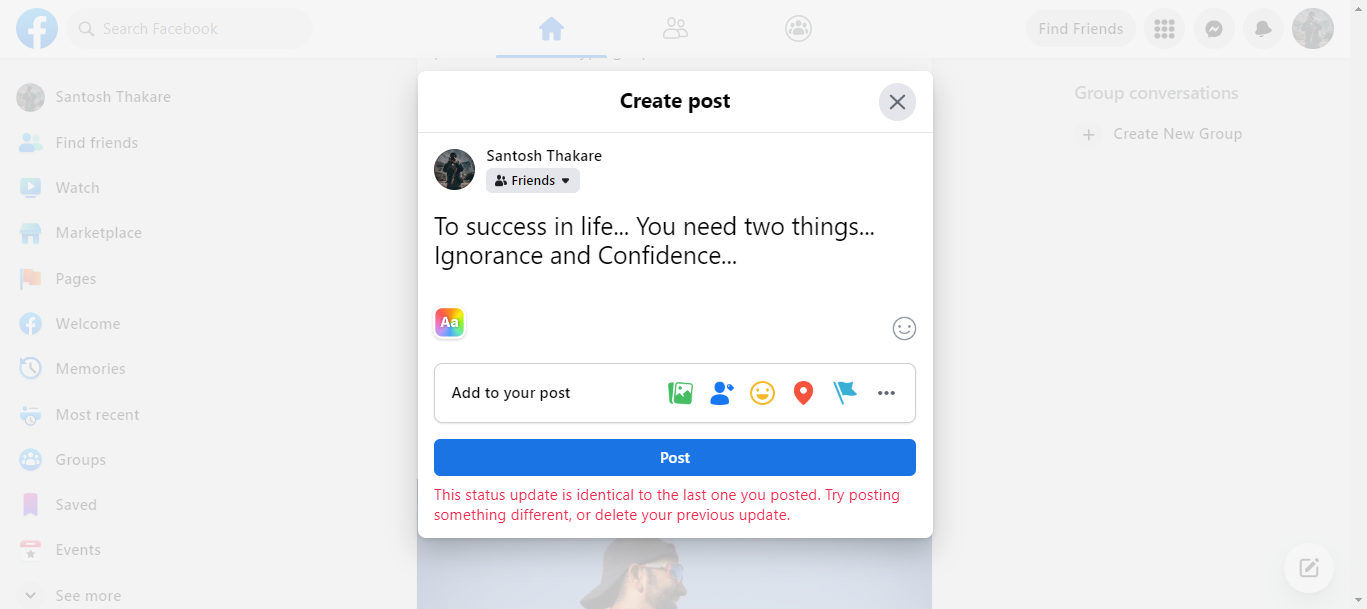 Search Facebook
Find Friends
Santosh Thakare
Find friends
Watch
Marketplace
Pages
Welcome
Memories
Most recent
Groups
Saved
Events
See more
Create post
Santosh Thakare
Friends
To success in life... You need two things...
Ignorance and Confidence...
Aa
Add to your post
Post
This status update is identical to the last one you posted. Try posting
something different, or delete your previous update.
Group conversations
Create New Group